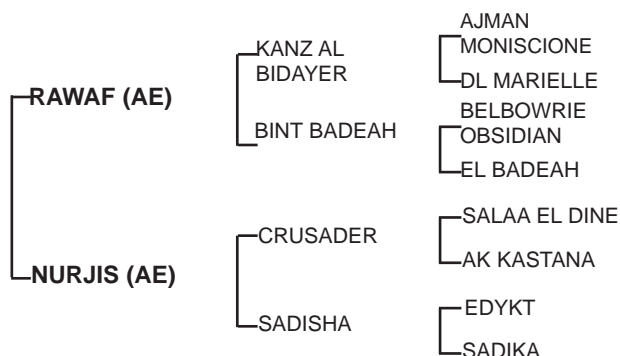 AJMAN
MONISCIONE
KANZ AL
BIDAYER
DL MARIELLE
RAWAF (AE)
BELBOWRIE
OBSIDIAN
BINT BADEAH
EL BADEAH
SALAA EL DINE
CRUSADER
AK KASTANA
NURJIS (AE)
EDYKT
SADISHA
SADIKA